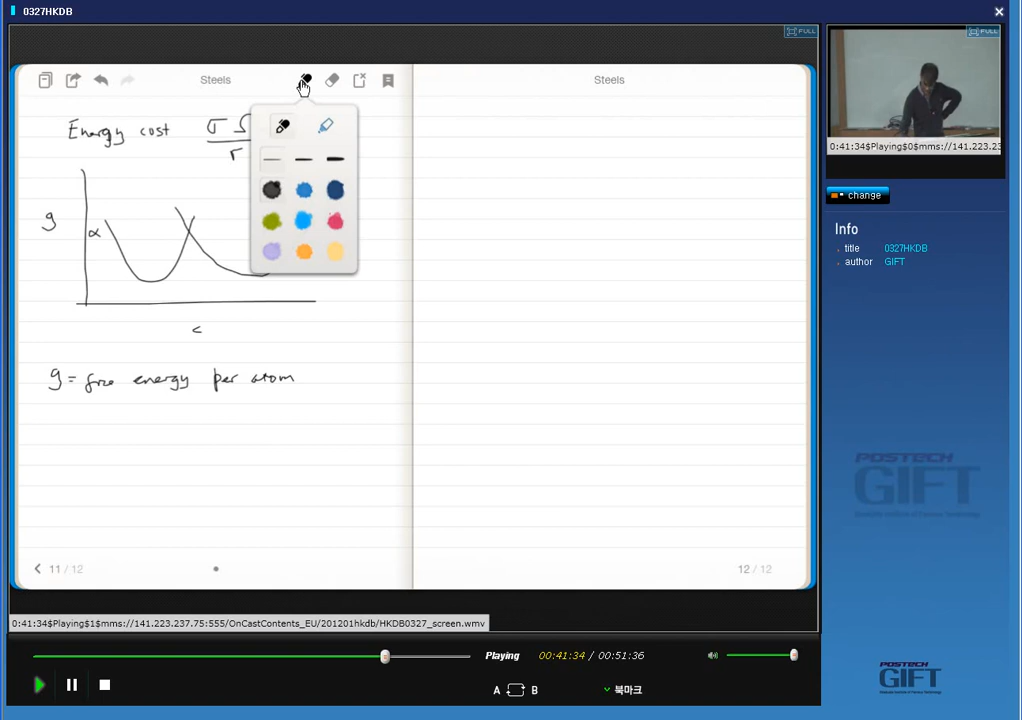 0327HKDB
FULL
FULL
Steels
Steels
Energy cost σ Ω
r
g
α
c
g = free energy per atom
11 / 12
12 / 12
0:41:34$Playing$1$mms://141.223.237.75:555/OnCastContents_EU/201201hkdb/HKDB0327_screen.wmv
Playing
00:41:34 / 00:51:36
A B
북마크
0:41:34$Playing$0$mms://141.223.23
change
Info
title 0327HKDB
author GIFT
POSTECH
GIFT
POSTECH
GIFT